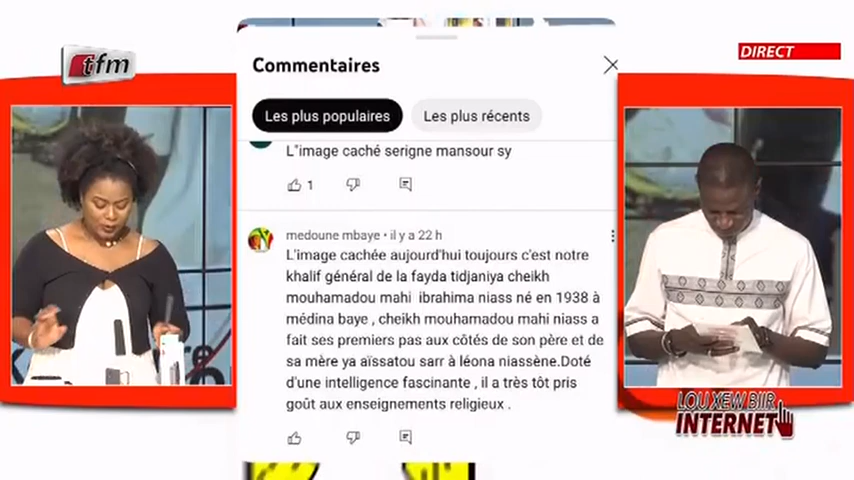 tfm
DIRECT
Commentaires
Les plus populaires
Les plus récents
L'image caché serigne mansour sy
1
medoune mbaye • il y a 22 h
L'image cachée aujourd'hui toujours c'est notre
khalif général de la fayda tidjaniya cheikh
mouhamadou mahi ibrahima niass né en 1938 à
médina baye , cheikh mouhamadou mahi niass a
fait ses premiers pas aux côtés de son père et de
sa mère ya aïssatou sarr à léona niassène.Doté
d'une intelligence fascinante , il a très tôt pris
goût aux enseignements religieux .
LOU XEW BIIR
INTERNET